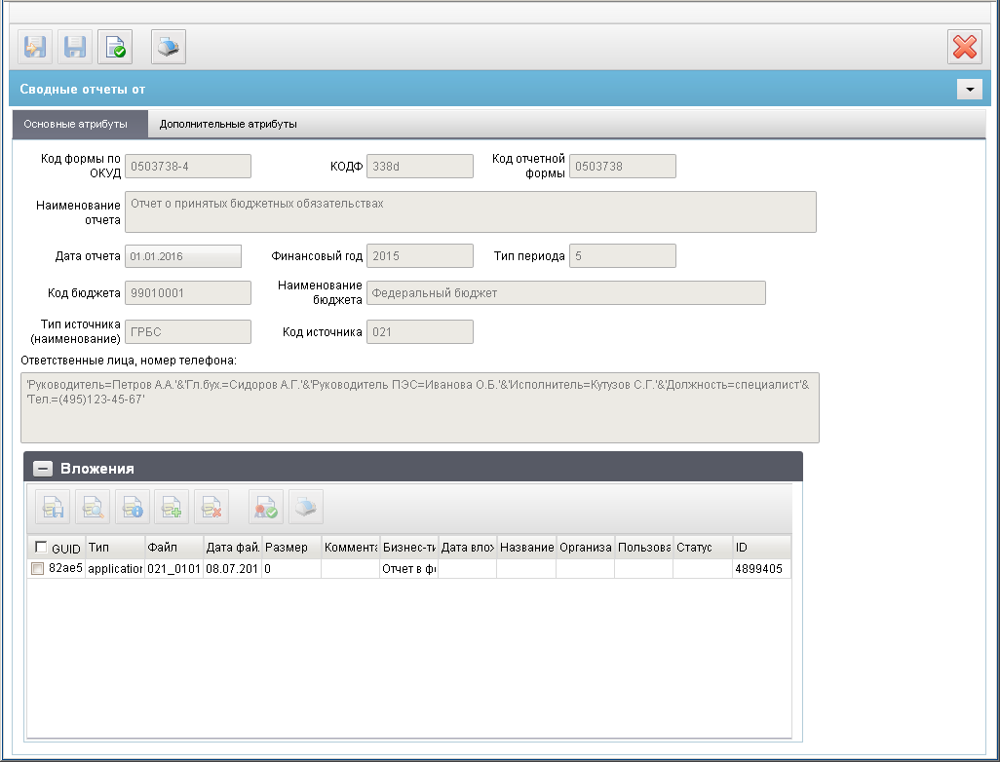 Сводные отчеты от
Основные атрибуты Дополнительные атрибуты
Код формы по ОКУД 0503738-4 КОДФ 338d Код отчетной формы 0503738
Наименование отчета Отчет о принятых бюджетных обязательствах
Дата отчета 01.01.2016 Финансовый год 2015 Тип периода 5
Код бюджета 99010001 Наименование бюджета Федеральный бюджет
Тип источника (наименование) ГРБС Код источника 021
Ответственные лица, номер телефона:
'Руководитель=Петров А.А.'&'Гл.бух.=Сидоров А.Г.'&'Руководитель ПЭС=Иванова О.Б.'&'Исполнитель=Кутузов С.Г.'&'Должность=специалист'&
'Тел.=(495)123-45-67'
Вложения
GUID Тип Файл Дата фай Размер Коммента Бизнес-ти Дата влож Название Организа Пользова Статус ID
82ae5 application 021_0101 08.07.201 0 Отчет в фо 4899405